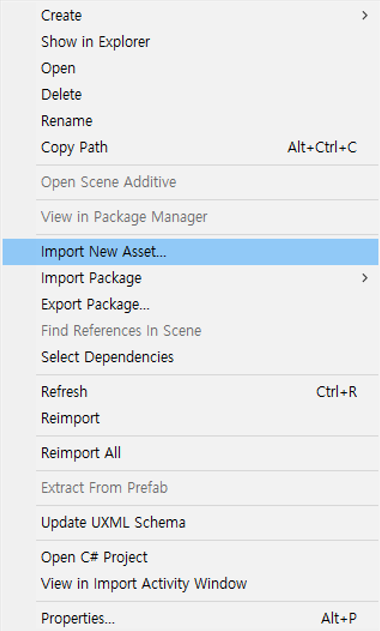 Create
Show in Explorer
Open
Delete
Rename
Copy Path Alt+Ctrl+C
Open Scene Additive
View in Package Manager
Import New Asset...
Import Package
Export Package...
Find References In Scene
Select Dependencies
Refresh Ctrl+R
Reimport
Reimport All
Extract From Prefab
Update UXML Schema
Open C# Project
View in Import Activity Window
Properties... Alt+P